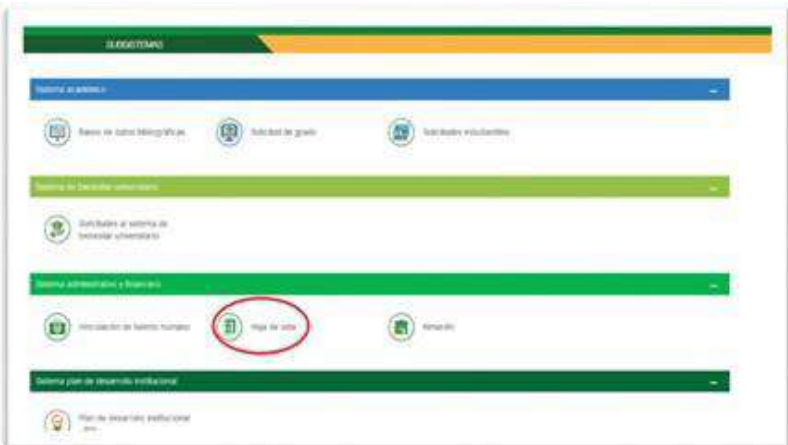 SUBSISTEMAS
Sistema académico
Bases de datos bibliográficas
Solicitud de grado
Solicitudes estudiantiles
Sistema de bienestar universitario
Solicitudes al sistema de
bienestar universitario
Sistema administrativo y financiero
Vinculación de talento humano
Hoja de vida
Almacén
Sistema plan de desarrollo institucional
Plan de desarrollo institucional